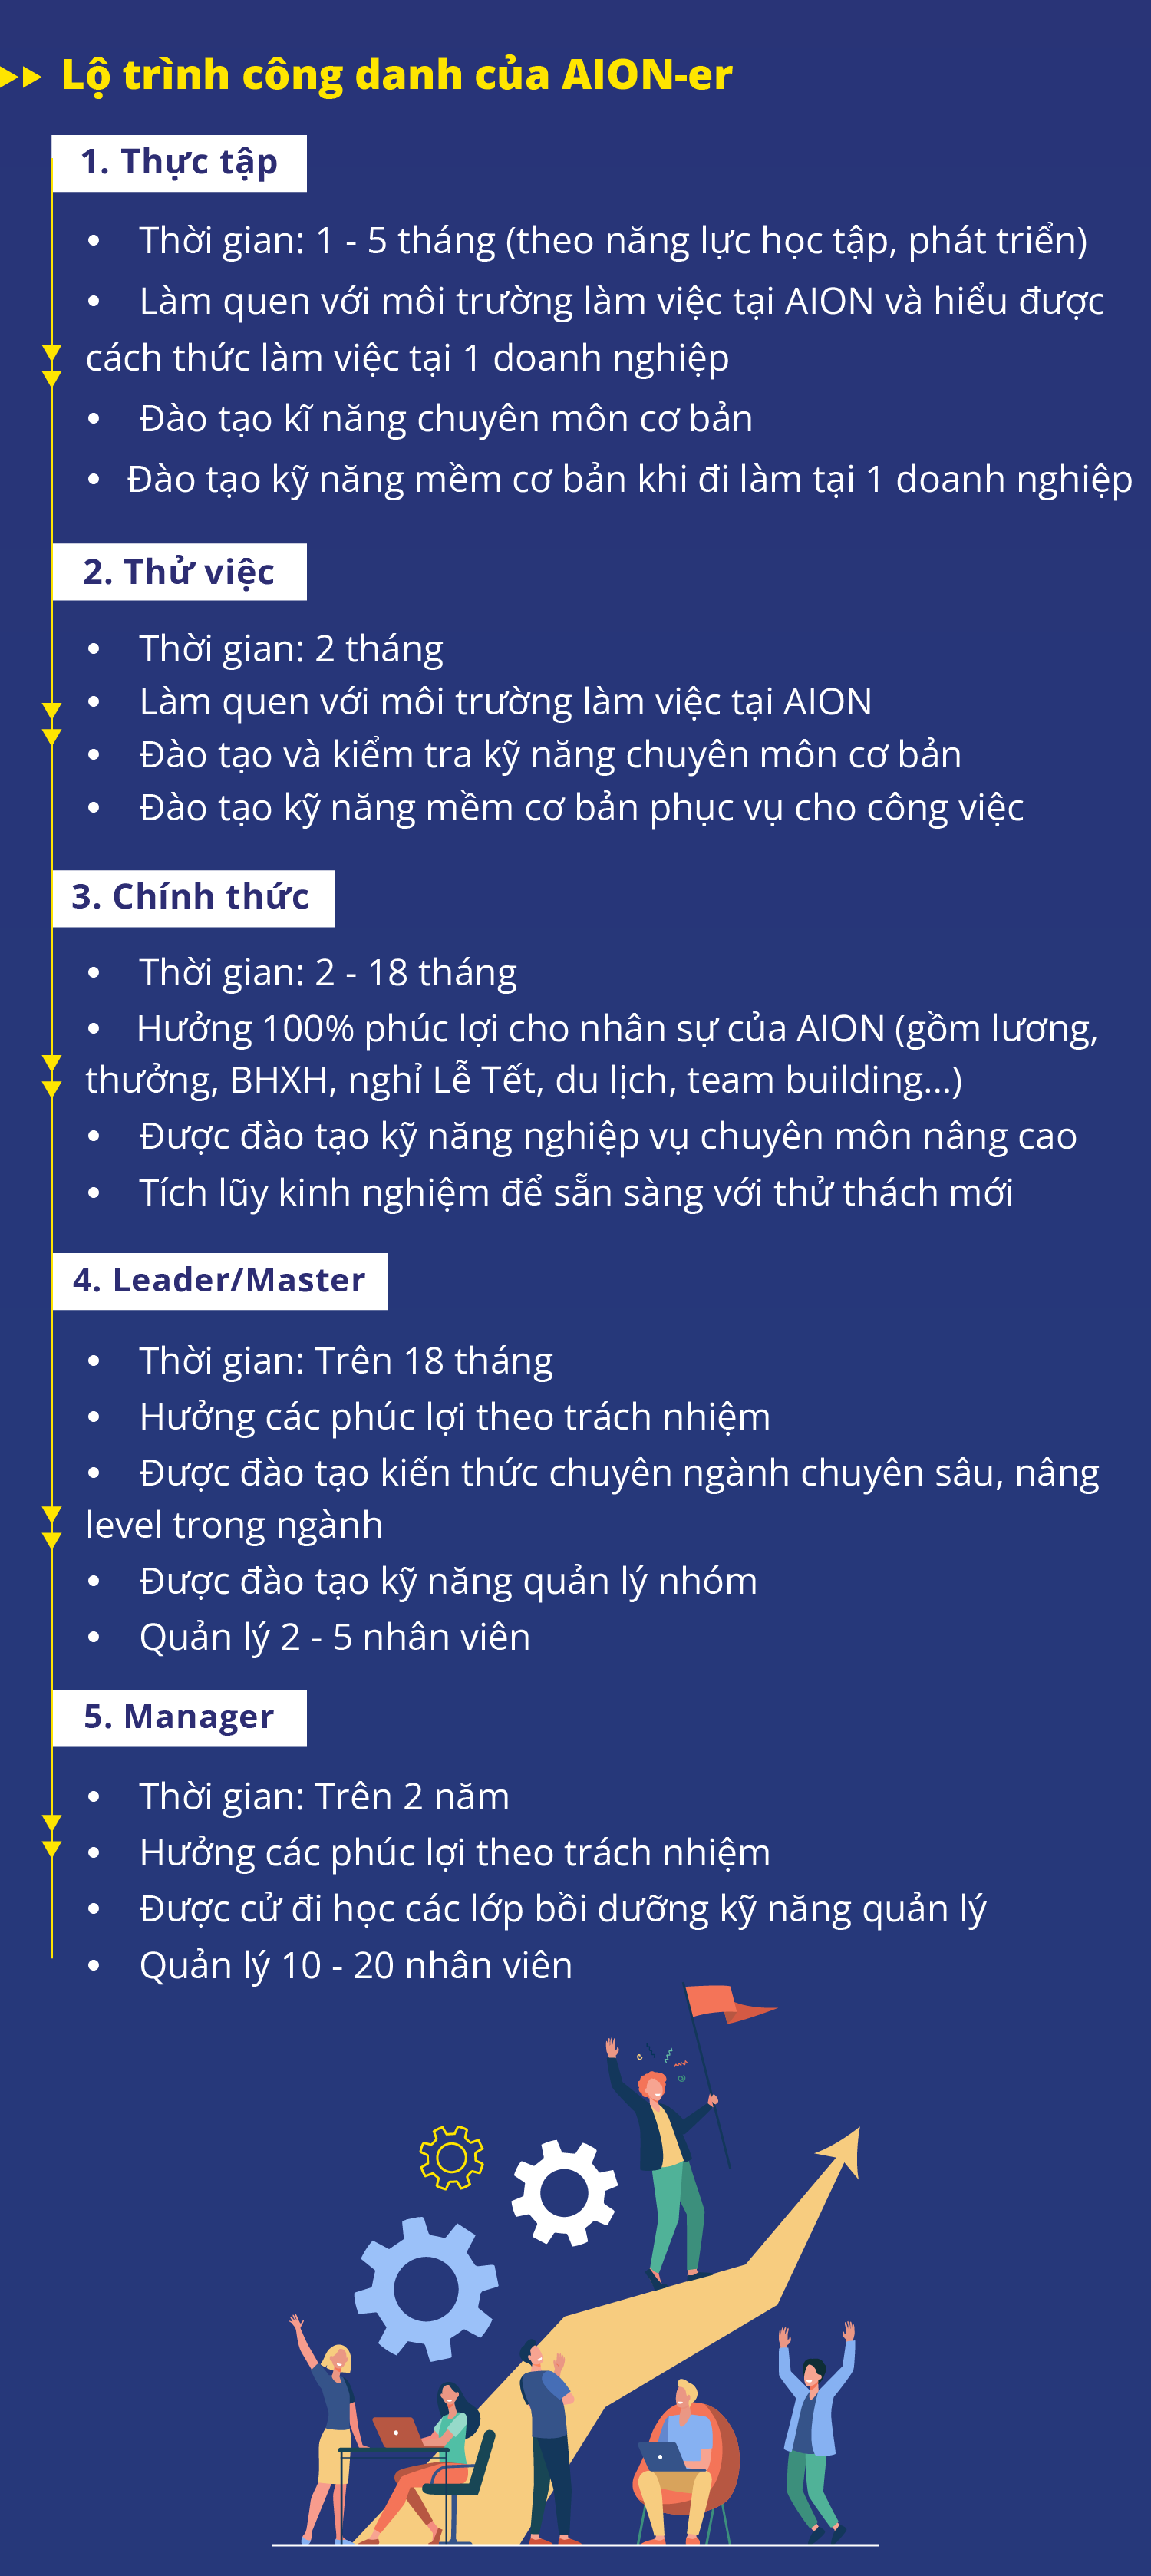 Lộ trình công danh của AION-er
1. Thực tập
• Thời gian: 1 - 5 tháng (theo năng lực học tập, phát triển)
• Làm quen với môi trường làm việc tại AION và hiểu được
cách thức làm việc tại 1 doanh nghiệp
• Đào tạo kĩ năng chuyên môn cơ bản
• Đào tạo kỹ năng mềm cơ bản khi đi làm tại 1 doanh nghiệp
2. Thử việc
• Thời gian: 2 tháng
• Làm quen với môi trường làm việc tại AION
• Đào tạo và kiểm tra kỹ năng chuyên môn cơ bản
• Đào tạo kỹ năng mềm cơ bản phục vụ cho công việc
3. Chính thức
• Thời gian: 2 - 18 tháng
• Hưởng 100% phúc lợi cho nhân sự của AION (gồm lương,
thưởng, BHXH, nghỉ Lễ Tết, du lịch, team building...)
• Được đào tạo kỹ năng nghiệp vụ chuyên môn nâng cao
• Tích lũy kinh nghiệm để sẵn sàng với thử thách mới
4. Leader/Master
• Thời gian: Trên 18 tháng
• Hưởng các phúc lợi theo trách nhiệm
• Được đào tạo kiến thức chuyên ngành chuyên sâu, nâng
level trong ngành
• Được đào tạo kỹ năng quản lý nhóm
• Quản lý 2 - 5 nhân viên
5. Manager
• Thời gian: Trên 2 năm
• Hưởng các phúc lợi theo trách nhiệm
• Được cử đi học các lớp bồi dưỡng kỹ năng quản lý
• Quản lý 10 - 20 nhân viên